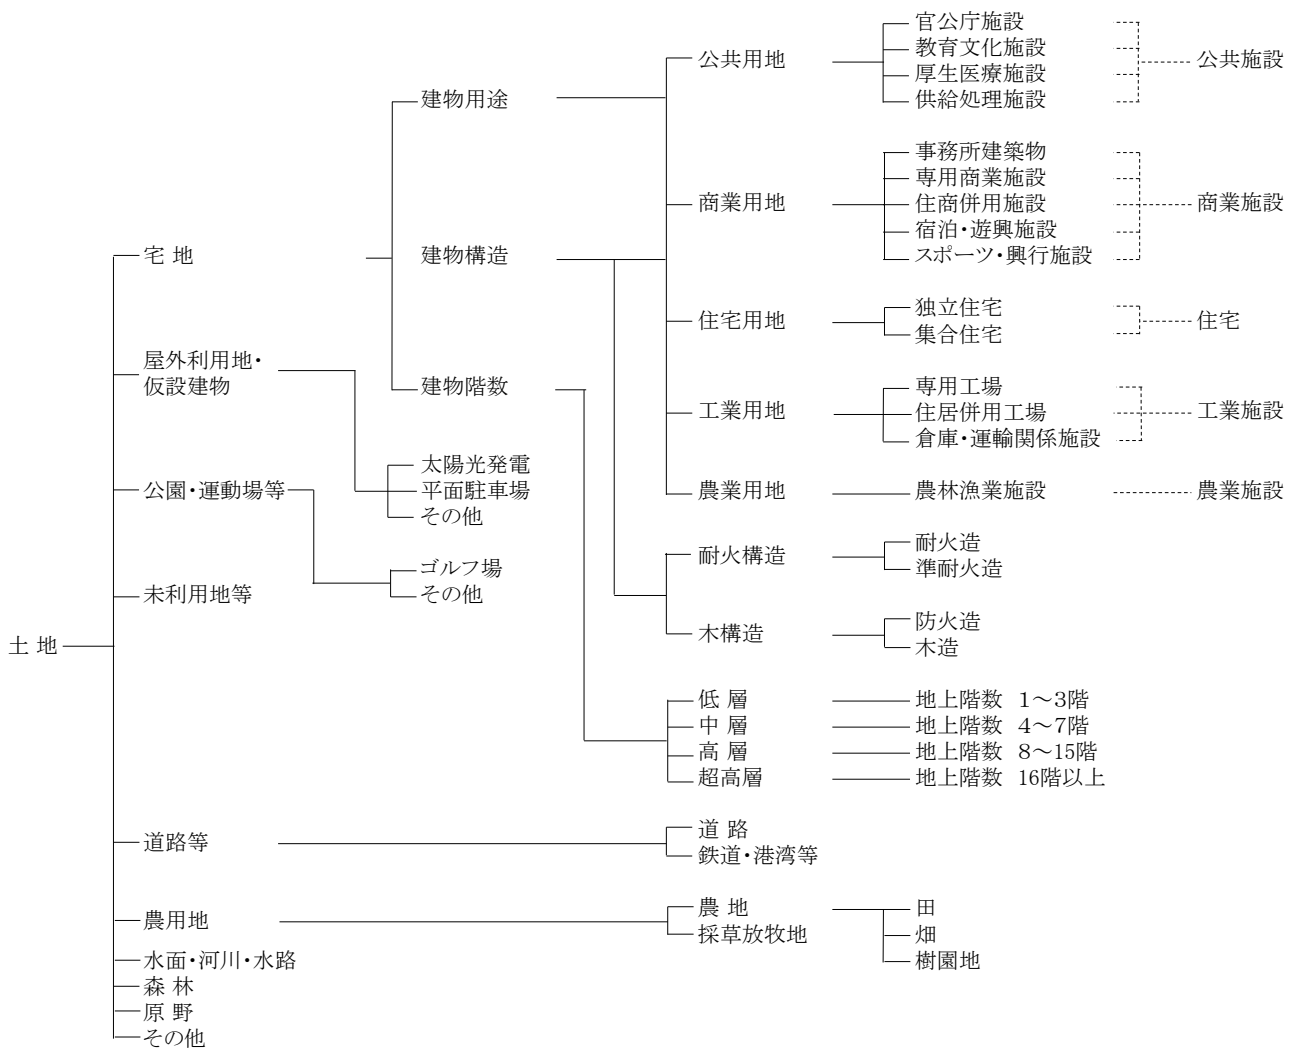 官公庁施設
教育文化施設
公共用地
公共施設
厚生医療施設
建物用途
供給処理施設
事務所建築物
専用商業施設
商業用地
住商併用施設
商業施設
宿泊・遊興施設
宅 地
建物構造
スポーツ・興行施設
独立住宅
住宅用地
住宅
集合住宅
屋外利用地・
仮設建物
建物階数
専用工場
工業用地
住居併用工場
工業施設
倉庫・運輸関係施設
太陽光発電
公園・運動場等
平面駐車場
農業用地
農林漁業施設
農業施設
その他
耐火造
耐火構造
準耐火造
ゴルフ場
未利用地等
その他
防火造
土 地
木構造
木造
低 層
地上階数 1～3階
中 層
地上階数 4～7階
高 層
地上階数 8～15階
超高層
地上階数 16階以上
道路等
道 路
鉄道・港湾等
農用地
農 地
田
採草放牧地
畑
水面・河川・水路
樹園地
森 林
原 野
その他